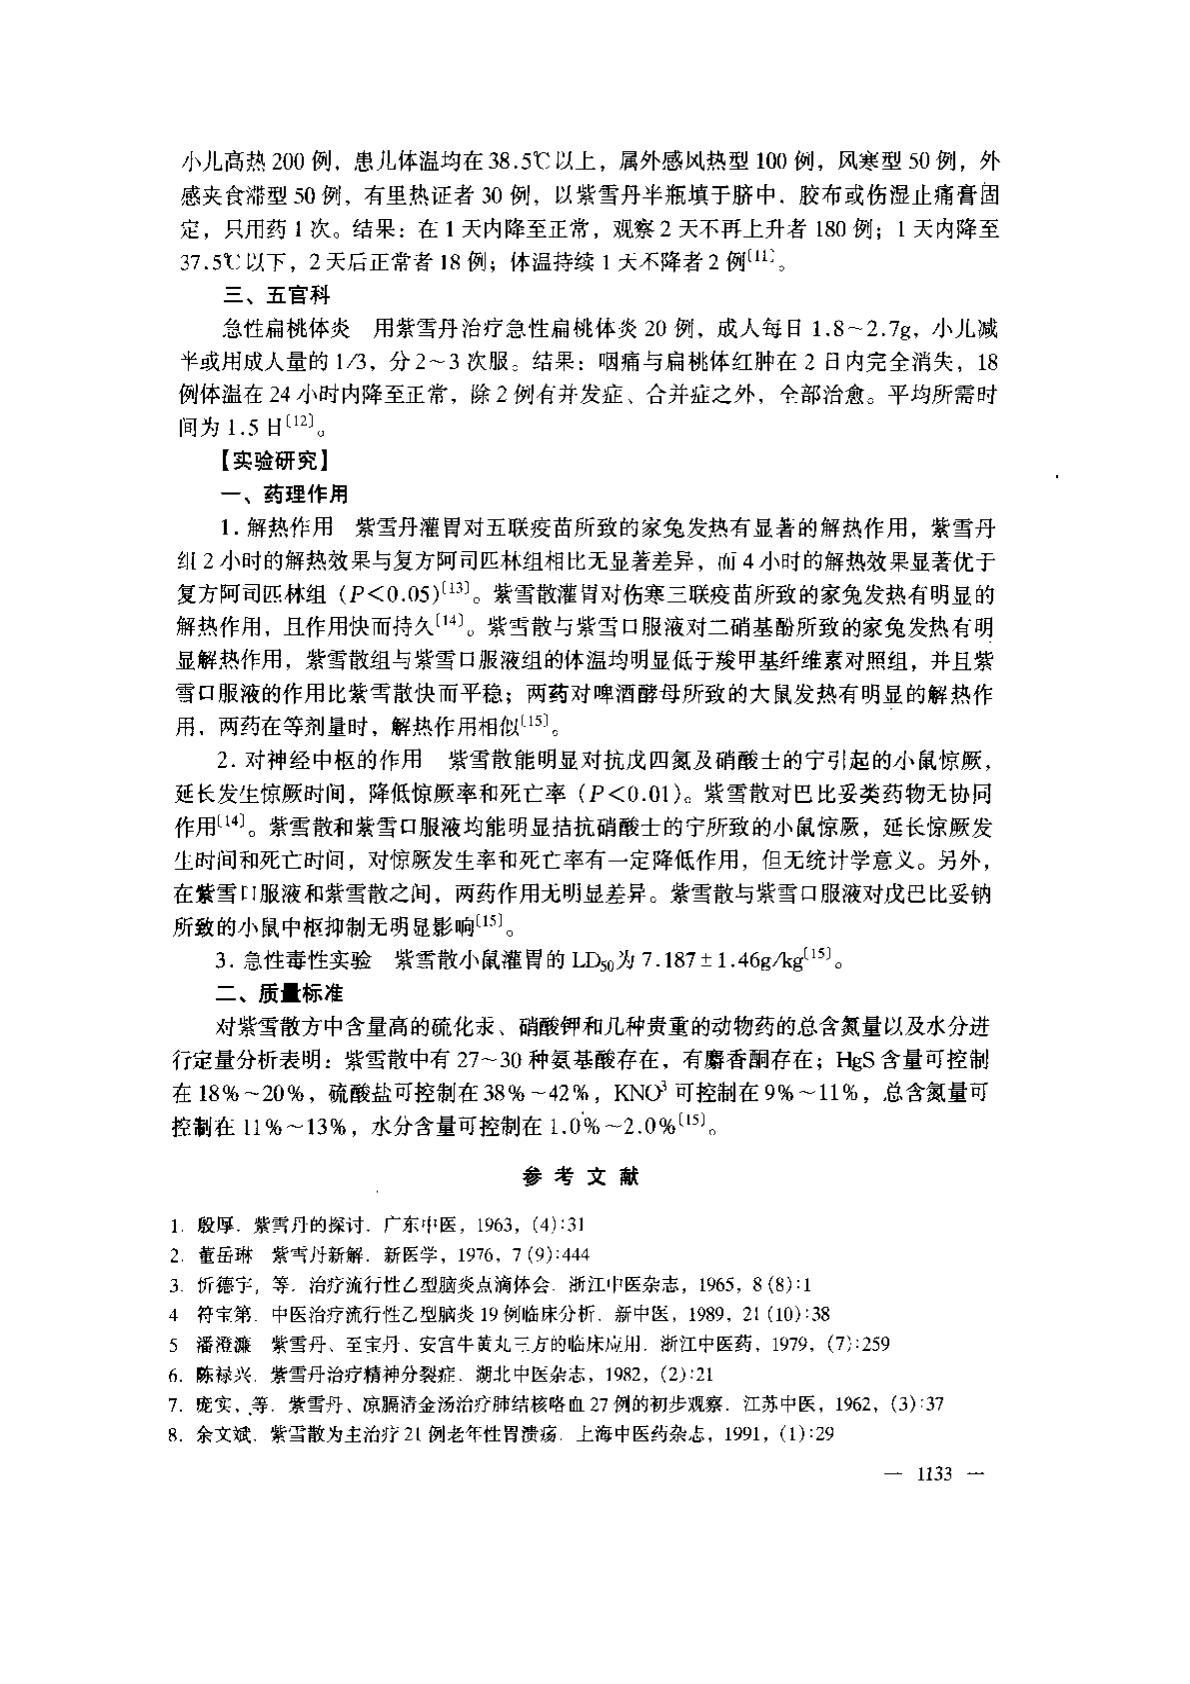 小儿高热 200 例，患儿体温均在 38.5℃以上，属外感风热型 100 例，风寒型 50 例，外
感夹食滞型 50 例，有里热证者 30 例，以紫雪丹半瓶填于脐中．胶布或伤湿止痛膏固
定，只用药 1 次。结果：在 1 天内降至正常，观察 2 天不再上升者 180 例；1 天内降至
37.5℃以下，2 天后正常者 18 例；体温持续 1 天不降者 2 例〔11〕。
三、五官科
急性扁桃体炎　用紫雪丹治疗急性扁桃体炎 20 例，成人每日 1.8～2.7g，小儿减
半或用成人量的 1/3，分 2～3 次服。结果：咽痛与扁桃体红肿在 2 日内完全消失，18
例体温在 24 小时内降至正常，除 2 例有并发症、合并症之外，全部治愈。平均所需时
间为 1.5 日〔12〕。
【实验研究】
一、药理作用
1. 解热作用　紫雪丹灌胃对五联疫苗所致的家兔发热有显著的解热作用，紫雪丹
组 2 小时的解热效果与复方阿司匹林组相比无显著差异，而 4 小时的解热效果显著优于
复方阿司匹林组（P＜0.05)〔13〕。紫雪散灌胃对伤寒三联疫苗所致的家兔发热有明显的
解热作用，且作用快而持久〔14〕。紫雪散与紫雪口服液对二硝基酚所致的家兔发热有明
显解热作用，紫雪散组与紫雪口服液组的体温均明显低于羧甲基纤维素对照组，并且紫
雪口服液的作用比紫雪散快而平稳；两药对啤酒酵母所致的大鼠发热有明显的解热作
用，两药在等剂量时，解热作用相似〔15〕。
2. 对神经中枢的作用　紫雪散能明显对抗戊四氮及硝酸士的宁引起的小鼠惊厥，
延长发生惊厥时间，降低惊厥率和死亡率（P＜0.01)。紫雪散对巴比妥类药物无协同
作用〔14〕。紫雪散和紫雪口服液均能明显拮抗硝酸士的宁所致的小鼠惊厥，延长惊厥发
生时间和死亡时间，对惊厥发生率和死亡率有一定降低作用，但无统计学意义。另外，
在紫雪口服液和紫雪散之间，两药作用无明显差异。紫雪散与紫雪口服液对戊巴比妥钠
所致的小鼠中枢抑制无明显影响〔15〕。
3. 急性毒性实验　紫雪散小鼠灌胃的 LD50为 7.187±1.46g/kg〔15〕。
二、质量标准
对紫雪散方中含量高的硫化汞、硝酸钾和几种贵重的动物药的总含氮量以及水分进
行定量分析表明：紫雪散中有 27～30 种氨基酸存在，有麝香酮存在；HgS 含量可控制
在 18%～20%，硫酸盐可控制在 38%～42%，KNO³ 可控制在 9%～11%，总含氮量可
控制在 11%～13%，水分含量可控制在 1.0%～2.0%〔15〕。
参 考 文 献
1. 殷厚．紫雪丹的探讨．广东中医，1963，(4):31
2. 董岳琳　紫雪丹新解．新医学，1976，7 (9):444
3. 忻德宇，等．治疗流行性乙型脑炎点滴体会．浙江中医杂志，1965，8 (8):1
4 符宝第．中医治疗流行性乙型脑炎 19 例临床分析．新中医，1989，21 (10):38
5 潘澄濂　紫雪丹、至宝丹、安宫牛黄丸三方的临床应用．浙江中医药，1979，(7):259
6. 陈禄兴．紫雪丹治疗精神分裂症．湖北中医杂志，1982，(2):21
7. 庞实，等．紫雪丹、凉膈清金汤治疗肺结核咯血 27 例的初步观察．江苏中医，1962，(3):37
8. 余文斌．紫雪散为主治疗 21 例老年性胃溃疡．上海中医药杂志，1991，(1):29
— 1133 —